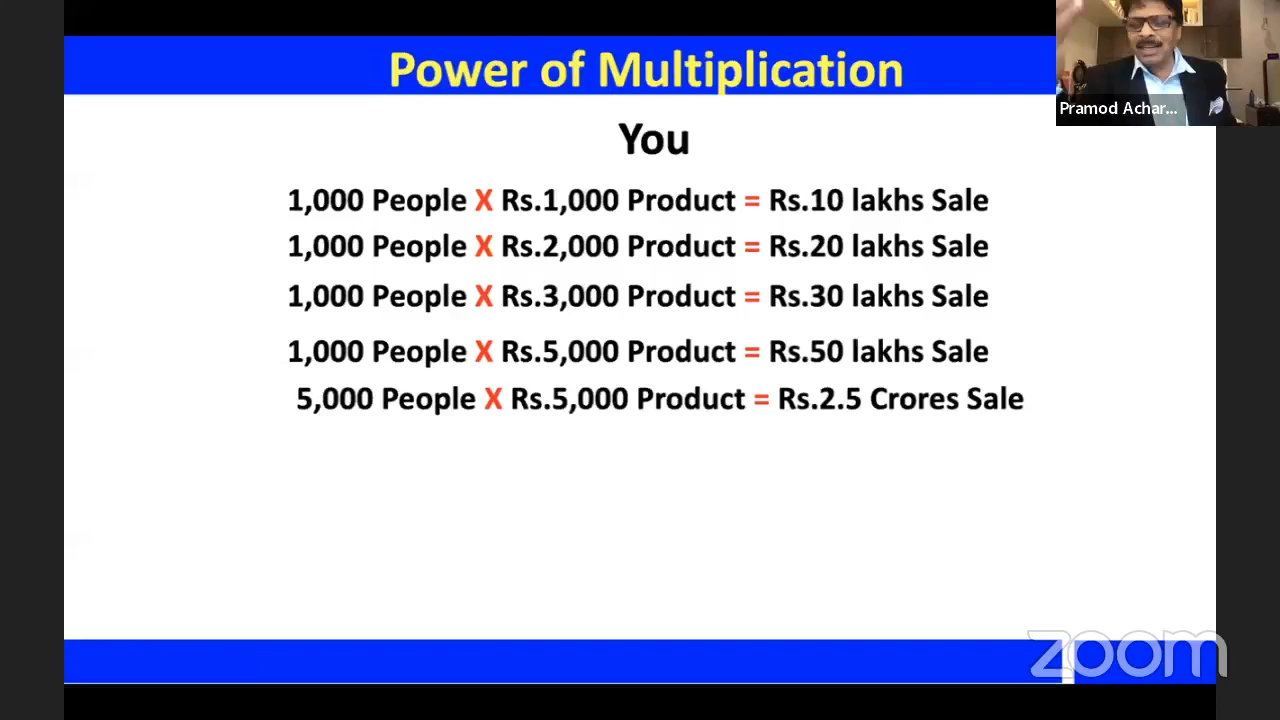 Power of Multiplication
Pramod Achar...
You
1,000 People X Rs.1,000 Product = Rs.10 lakhs Sale
1,000 People X Rs.2,000 Product = Rs.20 lakhs Sale
1,000 People X Rs.3,000 Product = Rs.30 lakhs Sale
1,000 People X Rs.5,000 Product = Rs.50 lakhs Sale
5,000 People X Rs.5,000 Product = Rs.2.5 Crores Sale
zoom